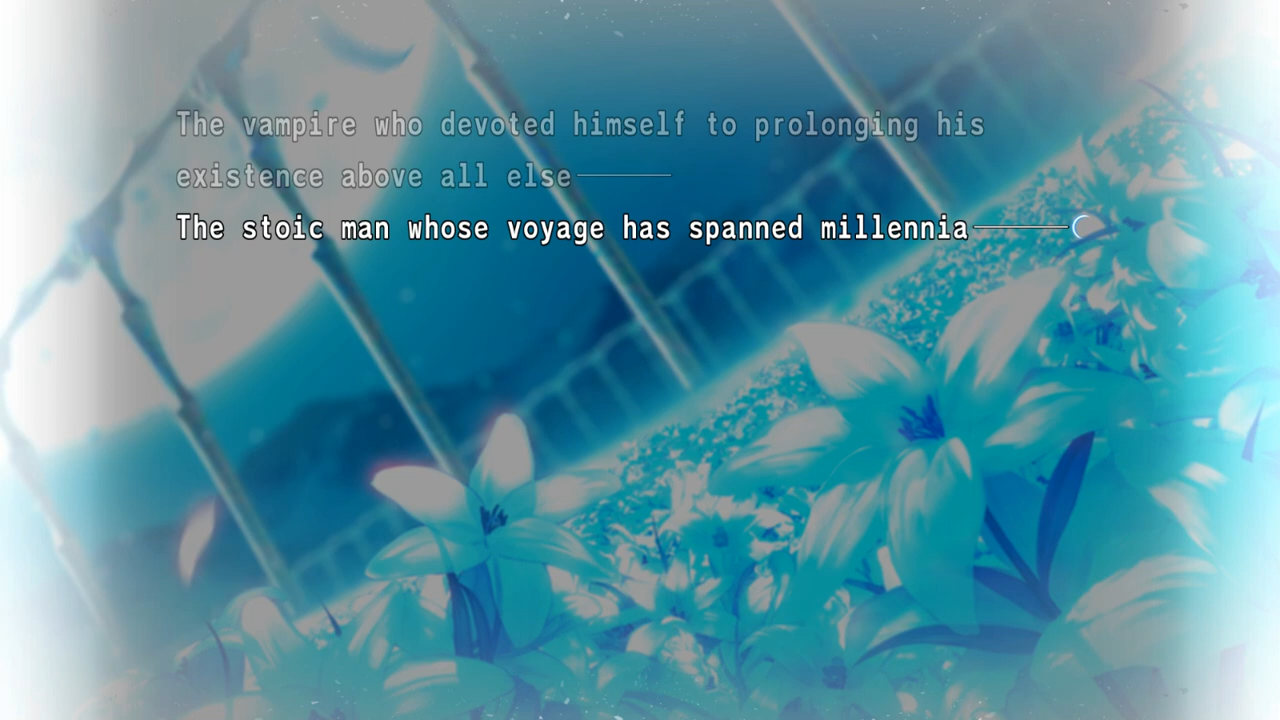 The vampire who devoted himself to prolonging his
existence above all else───
The stoic man whose voyage has spanned millennia───